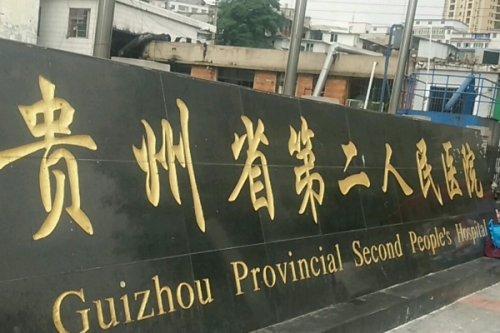 贵州省第二人民医院
Guizhou Provincial Second People's Hospital